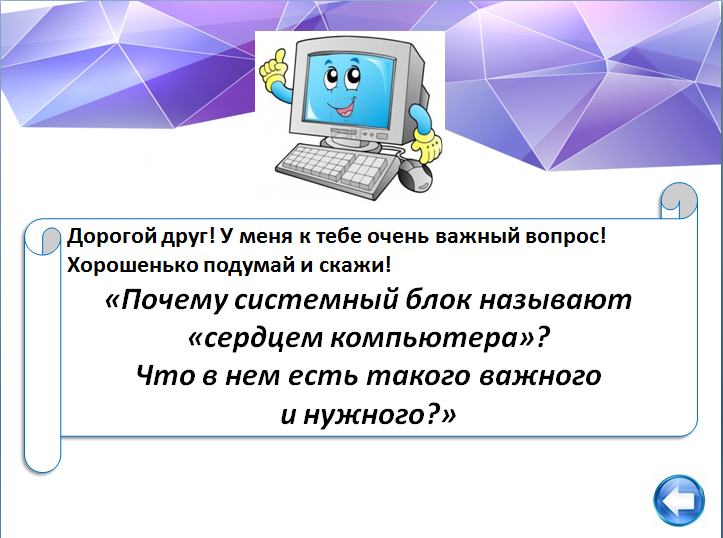 Дорогой друг! У меня к тебе очень важный вопрос!
Хорошенько подумай и скажи!
«Почему системный блок называют
«сердцем компьютера»?
Что в нем есть такого важного
и нужного?»